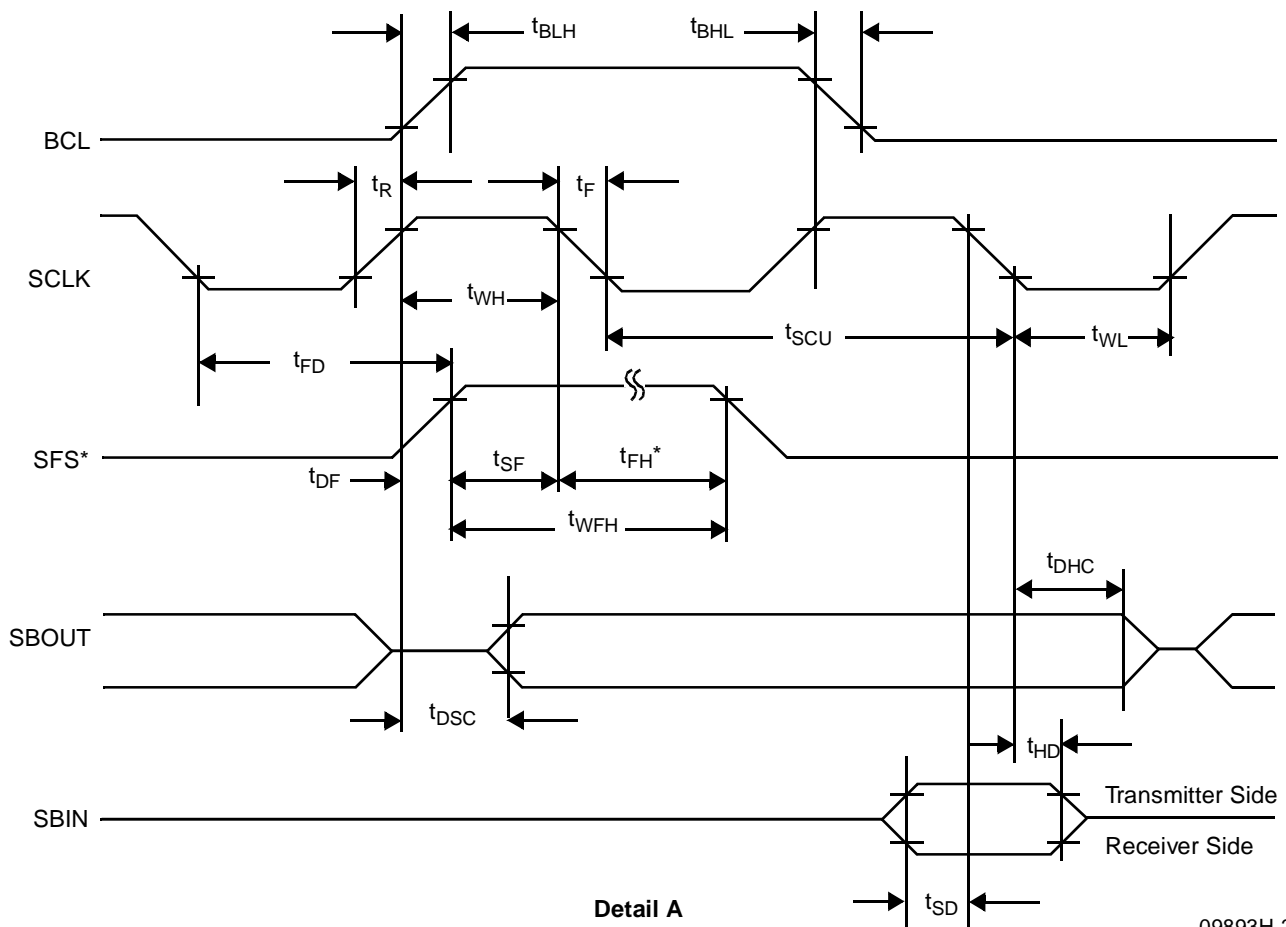 tBLH
tBHL
BCL
tR
tF
SCLK
tWH
tSCU
tWL
tFD
SFS*
tSF
tFH*
tDF
tWFH
tDHC
SBOUT
tDSC
tHD
Transmitter Side
SBIN
Receiver Side
tSD
Detail A